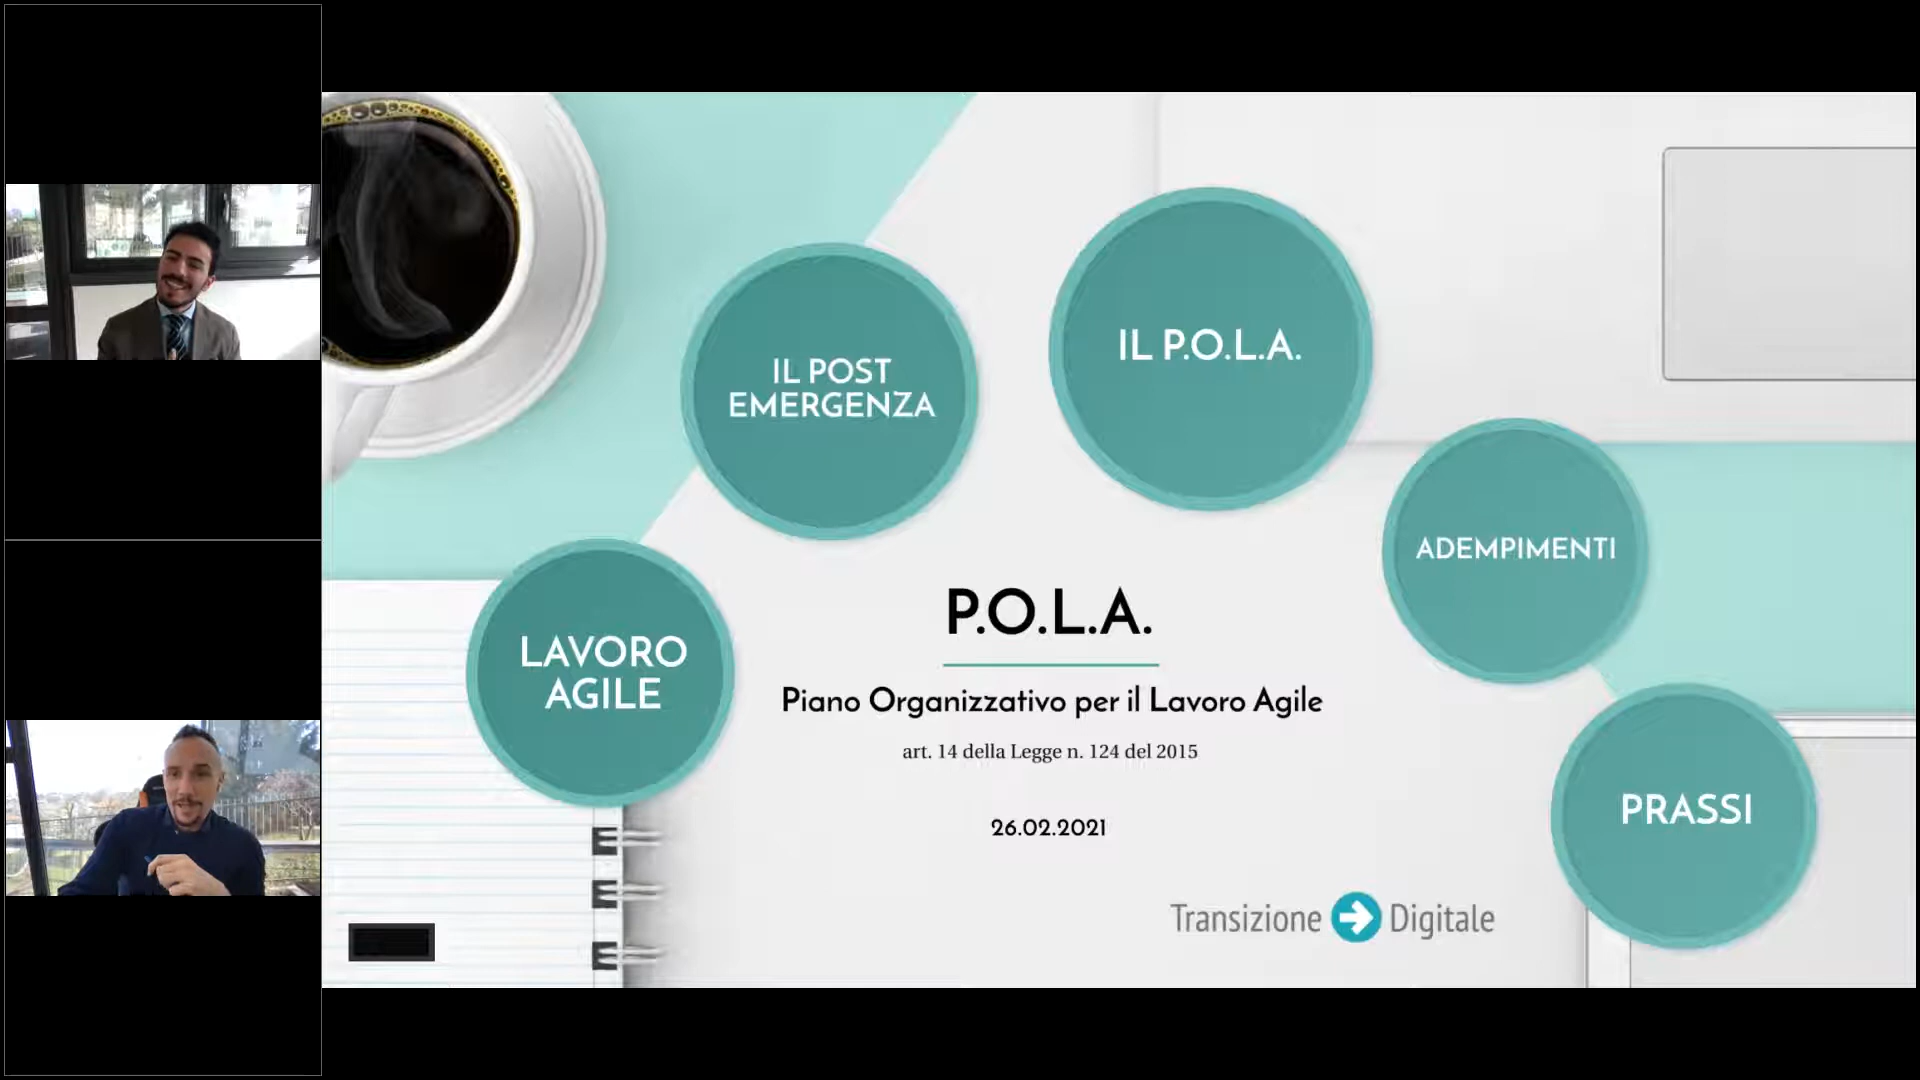 IL POST
EMERGENZA
IL P.O.L.A.
ADEMPIMENTI
LAVORO
AGILE
P.O.L.A.
Piano Organizzativo per il Lavoro Agile
art. 14 della Legge n. 124 del 2015
26.02.2021
PRASSI
Transizione Digitale